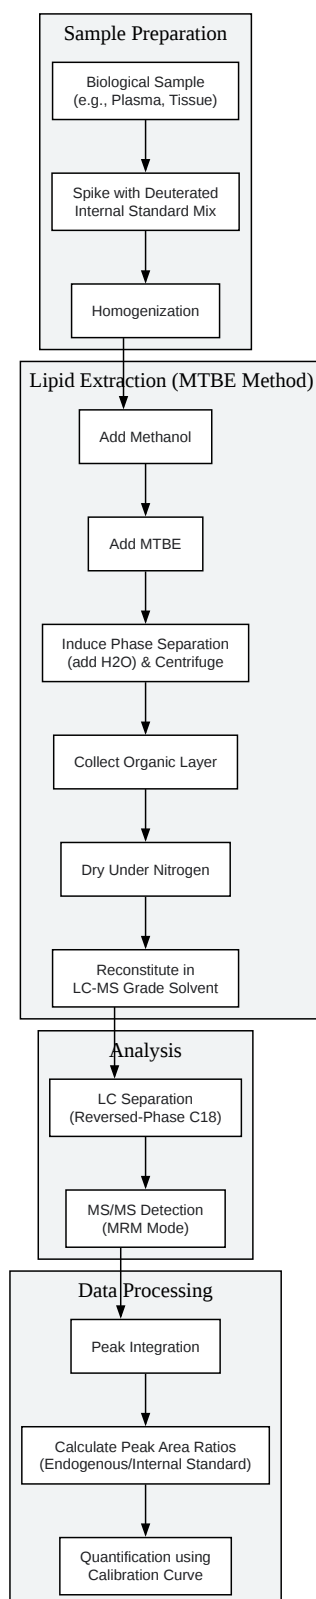 Sample Preparation
Biological Sample
(e.g., Plasma, Tissue)
Spike with Deuterated
Internal Standard Mix
Homogenization
Lipid Extraction (MTBE Method)
Add Methanol
Add MTBE
Induce Phase Separation
(add H2O) & Centrifuge
Collect Organic Layer
Dry Under Nitrogen
Reconstitute in
LC-MS Grade Solvent
Analysis
LC Separation
(Reversed-Phase C18)
MS/MS Detection
(MRM Mode)
Data Processing
Peak Integration
Calculate Peak Area Ratios
(Endogenous/Internal Standard)
Quantification using
Calibration Curve